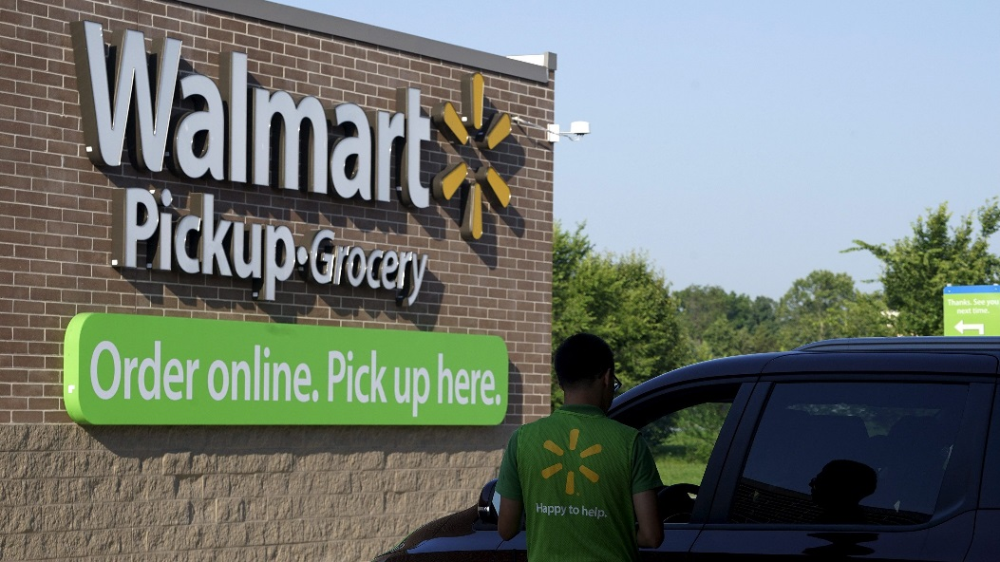 Walmart
Pickup·Grocery
Order online. Pick up here.
Thanks. See you
next time.
Happy to help.